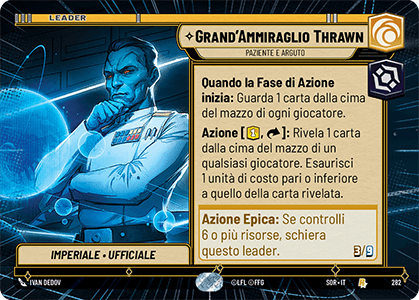 LEADER
GRAND'AMMIRAGLIO THRAWN
PAZIENTE E ARGUTO
Quando la Fase di Azione
inizia: Guarda 1 carta dalla cima
del mazzo di ogni giocatore.
Azione [1, ]: Rivela 1 carta
dalla cima del mazzo di un
qualsiasi giocatore. Esaurisci
1 unità di costo pari o inferiore
a quello della carta rivelata.
Azione Epica: Se controlli
6 o più risorse, schiera
questo leader.
3/9
IMPERIALE • UFFICIALE
IVAN DEDOV
©LFL ©FFG
SOR • IT
282